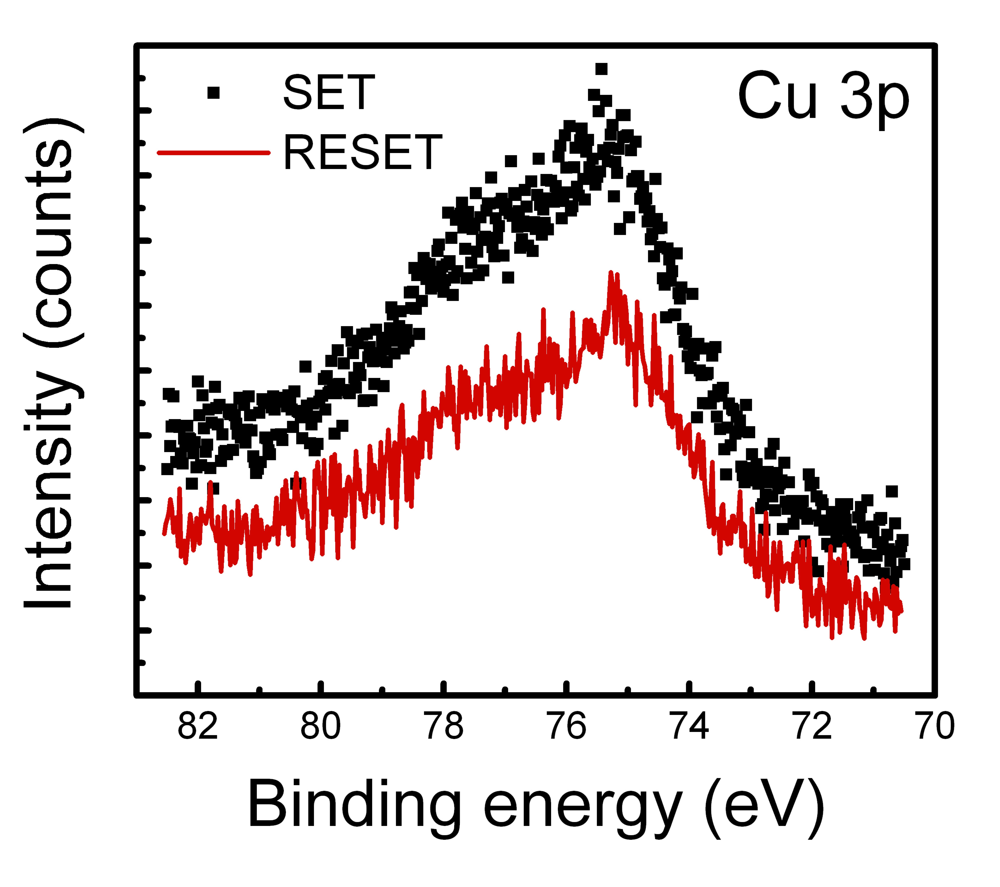 Cu 3p
SET
RESET
Intensity (counts)
82 80 78 76 74 72 70
Binding energy (eV)